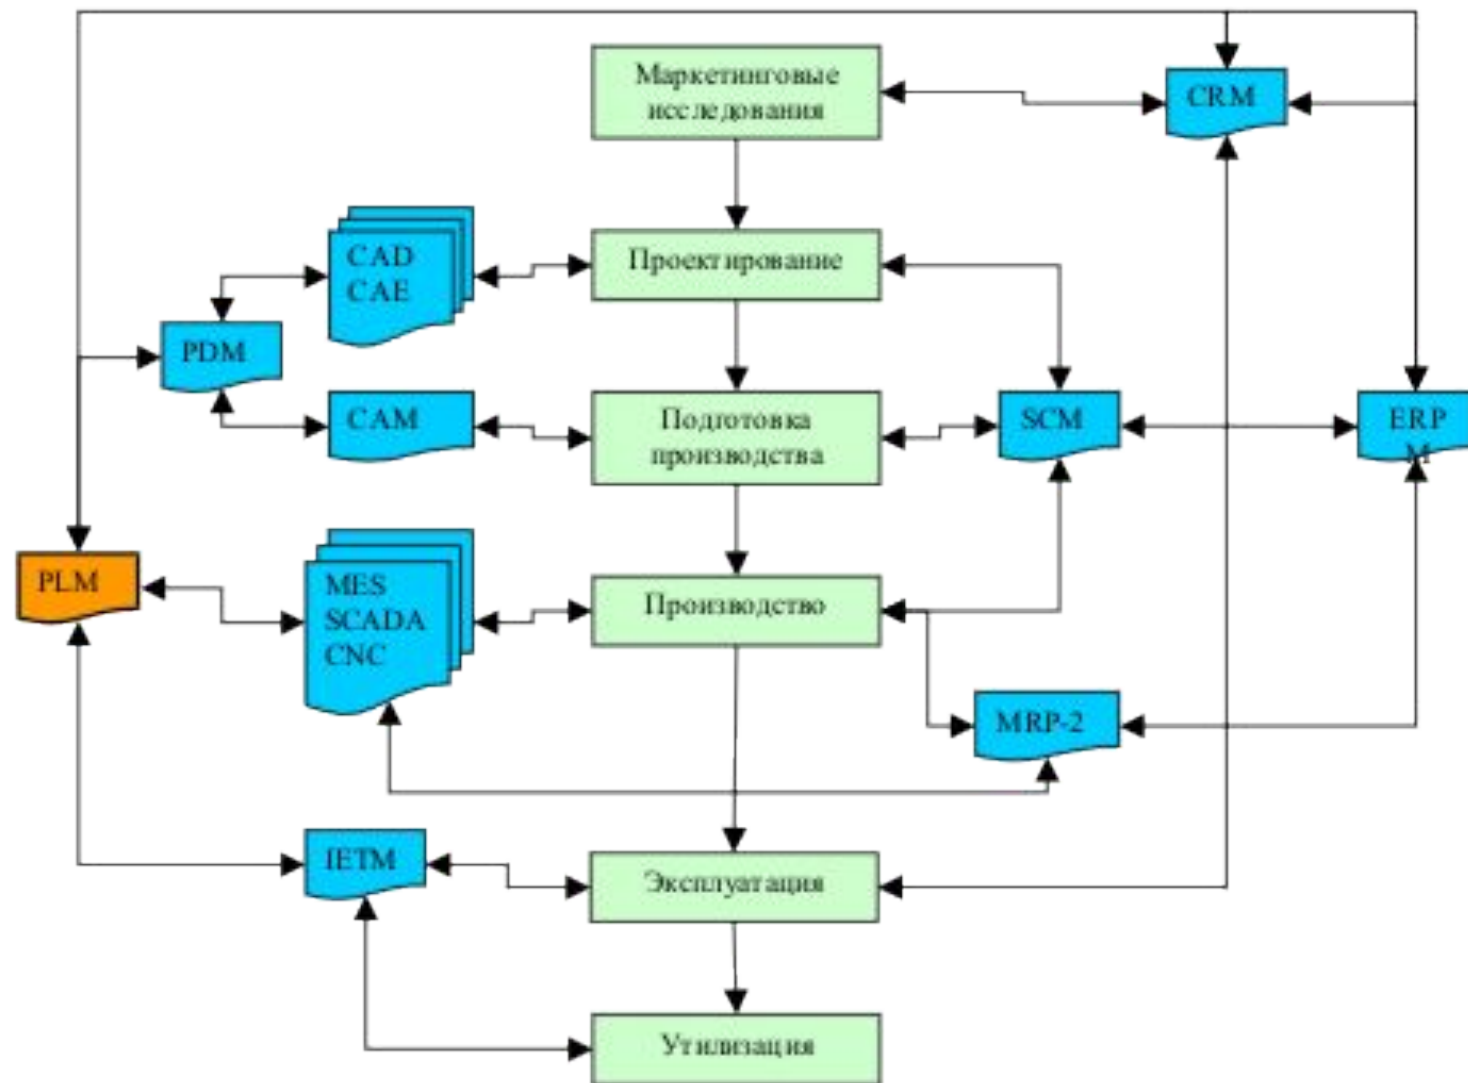 Маркетинговые
исследования
CRM
CAD
CAE
Проектирование
PDM
CAM
Подготовка
производства
SCM
ERP
M
PLM
MES
SCADA
CNC
Производство
MRP-2
IETM
Эксплуатация
Утилизация